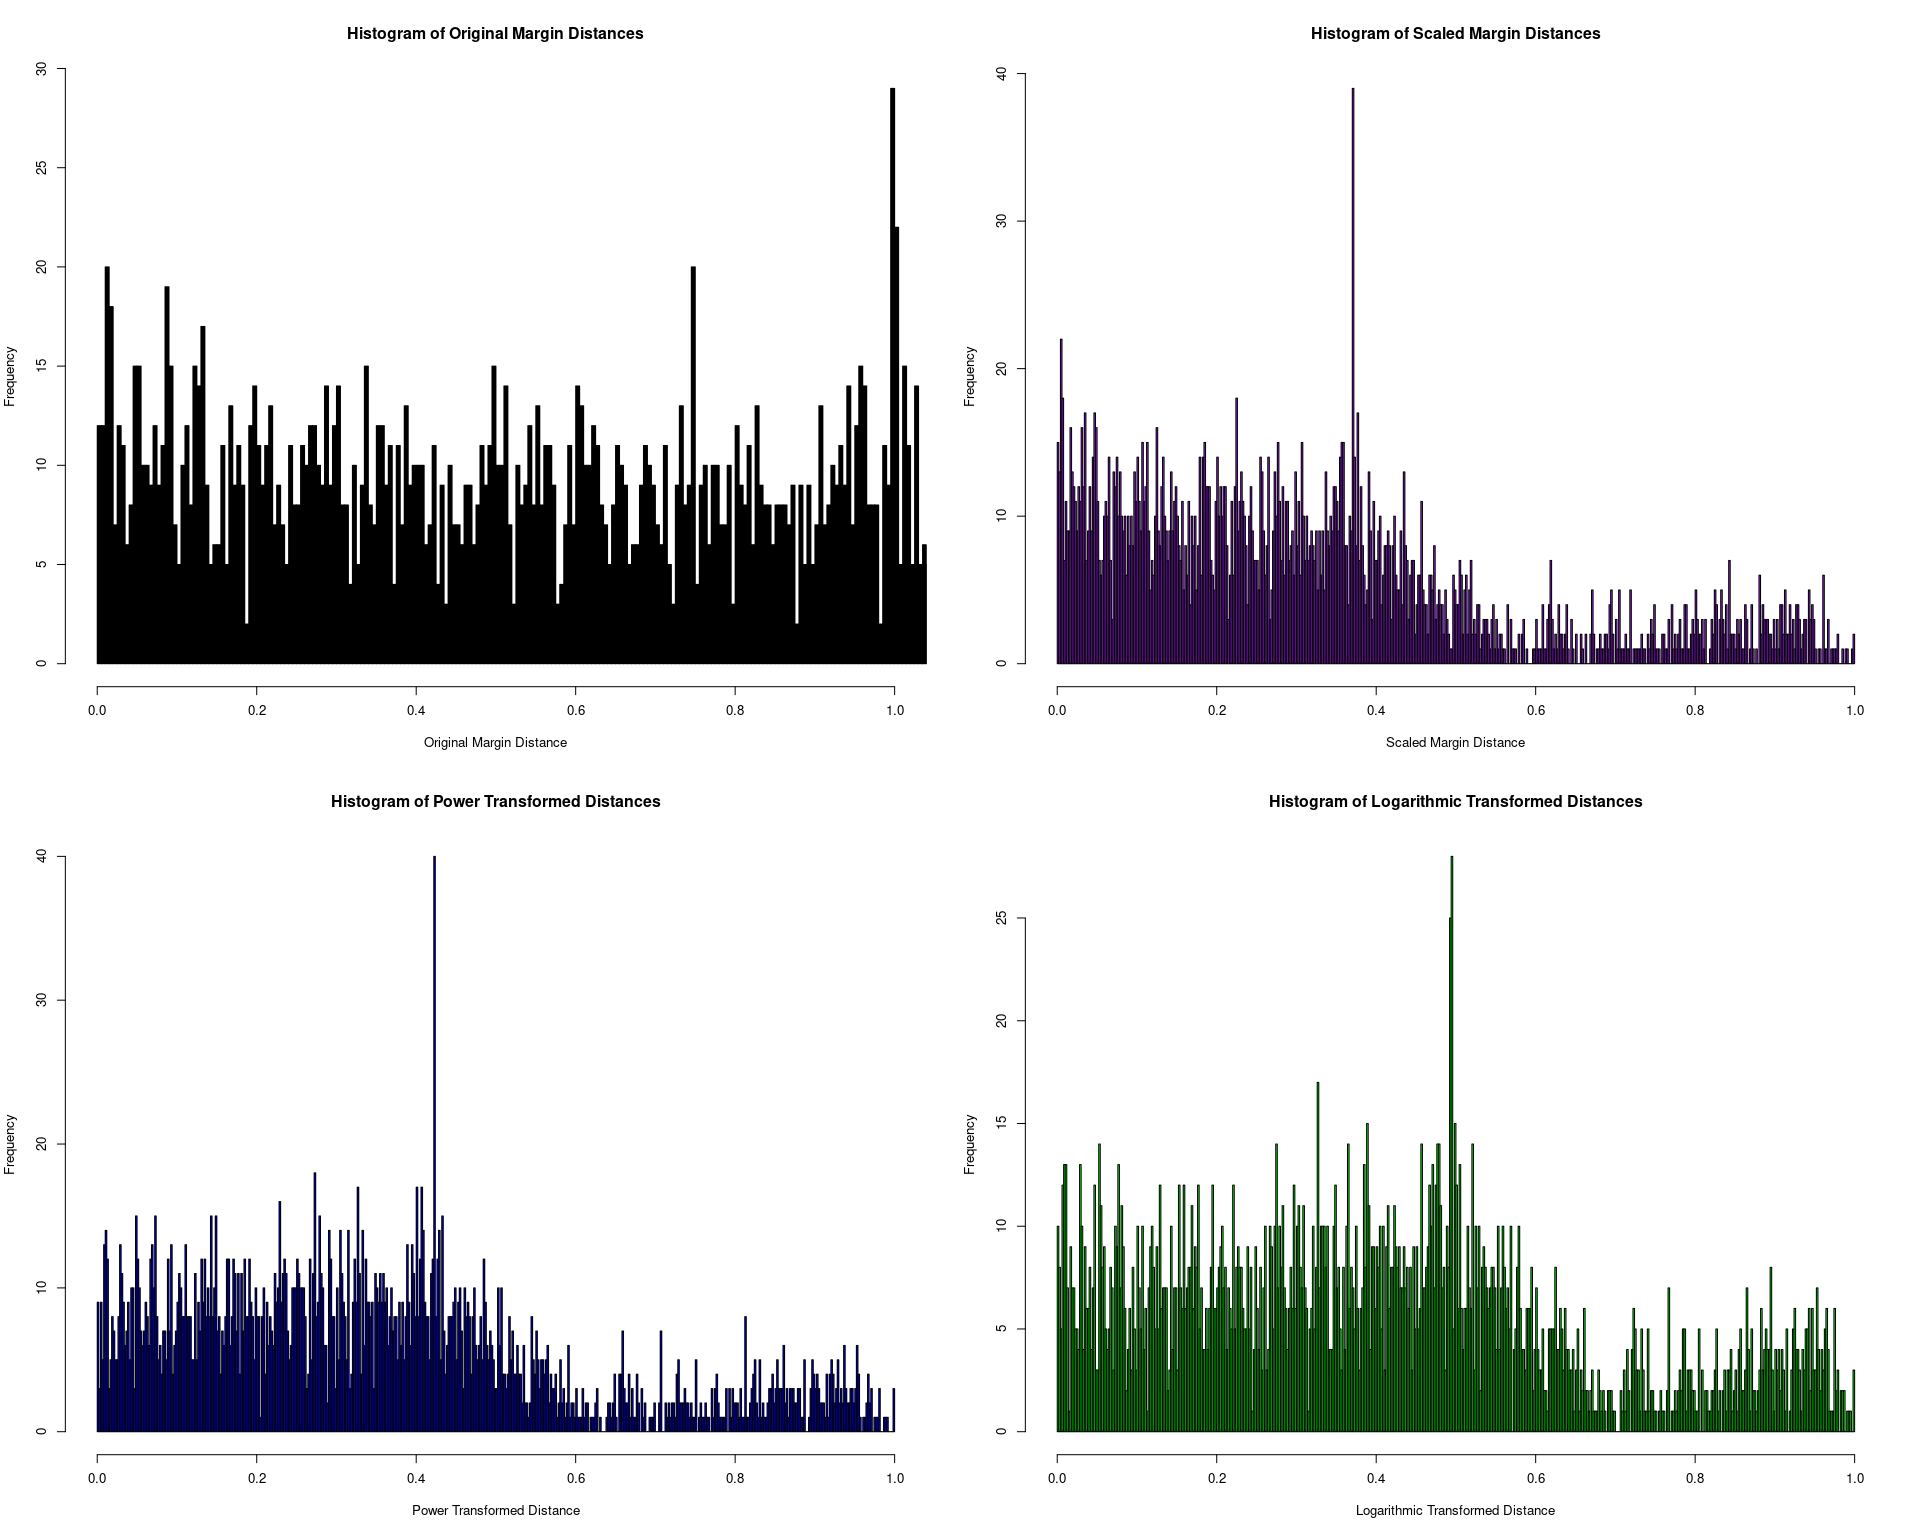 Histogram of Original Margin Distances
Frequency
30
25
20
15
10
5
0
0.0 0.2 0.4 0.6 0.8 1.0
Original Margin Distance
Histogram of Scaled Margin Distances
Frequency
40
30
20
10
0
0.0 0.2 0.4 0.6 0.8 1.0
Scaled Margin Distance
Histogram of Power Transformed Distances
Frequency
40
30
20
10
0
0.0 0.2 0.4 0.6 0.8 1.0
Power Transformed Distance
Histogram of Logarithmic Transformed Distances
Frequency
25
20
15
10
5
0
0.0 0.2 0.4 0.6 0.8 1.0
Logarithmic Transformed Distance